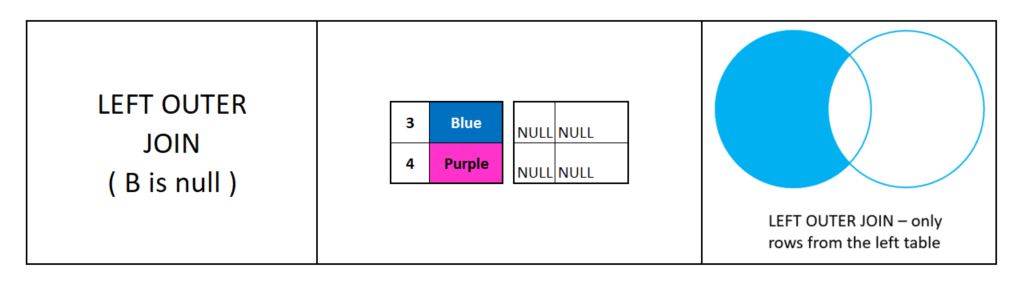 LEFT OUTER
JOIN
( B is null )
3 Blue NULL NULL
4 Purple NULL NULL
LEFT OUTER JOIN – only
rows from the left table